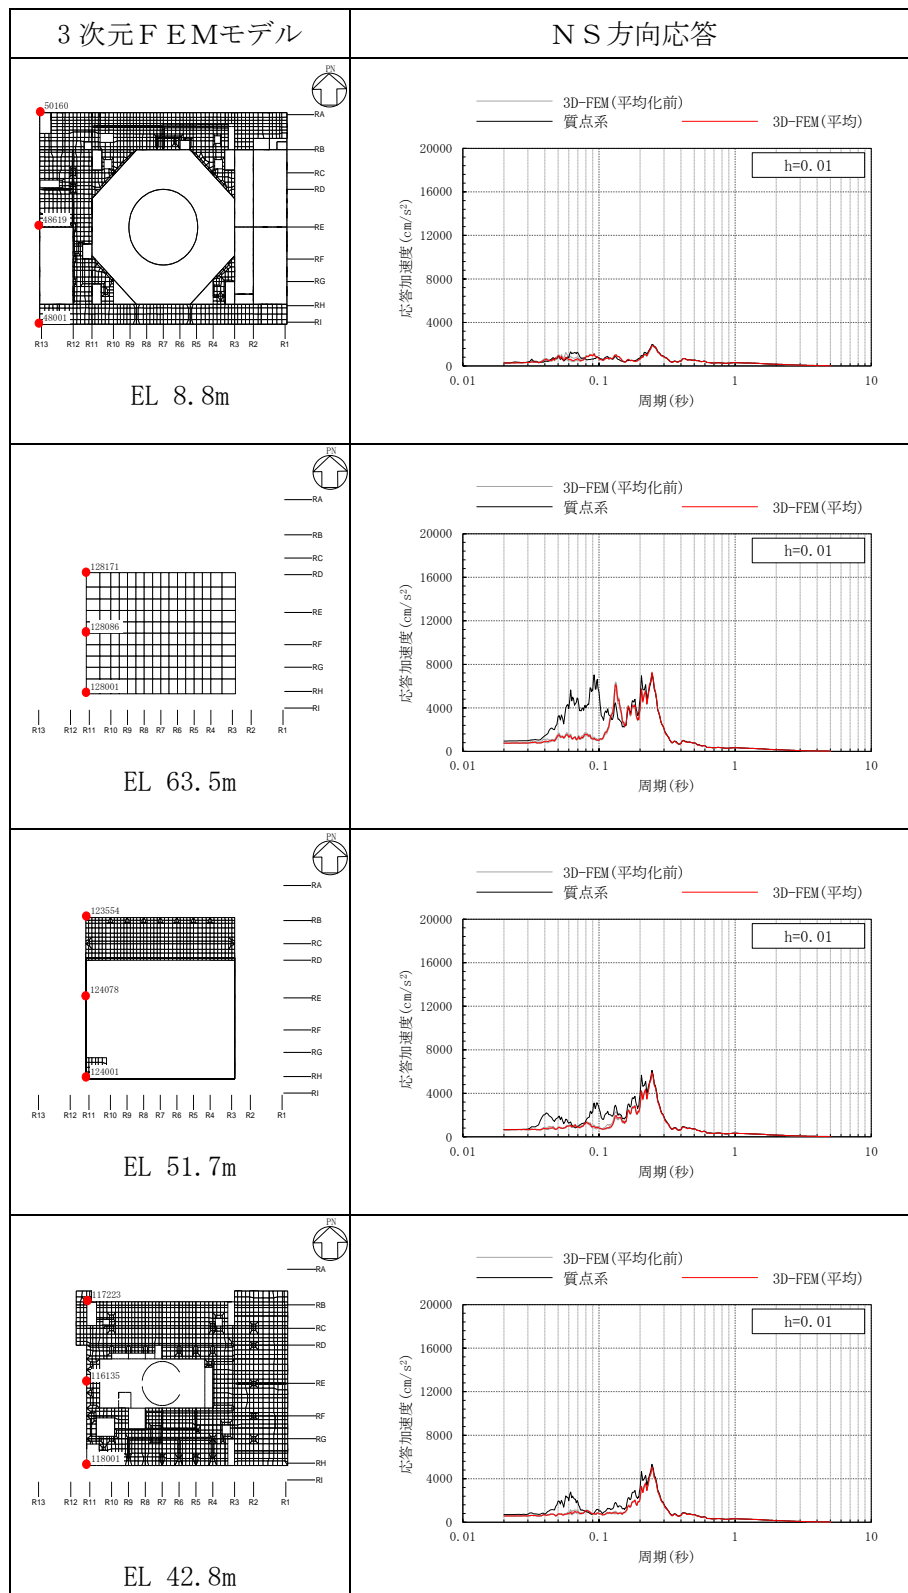 3次元FEMモデル
NS方向応答
PN
50160
48619
48001
RA
RB
RC
RD
RE
RF
RG
RH
RI
R13 R12 R11 R10 R9 R8 R7 R6 R5 R4 R3 R2 R1
EL 8.8m
3D-FEM(平均化前)
質点系 3D-FEM(平均)
h=0.01
応答加速度(cm/s²)
20000
16000
12000
8000
4000
0
0.01 0.1 1 10
周期(秒)
PN
128171
128086
128001
RA
RB
RC
RD
RE
RF
RG
RH
RI
R13 R12 R11 R10 R9 R8 R7 R6 R5 R4 R3 R2 R1
EL 63.5m
3D-FEM(平均化前)
質点系 3D-FEM(平均)
h=0.01
応答加速度(cm/s²)
20000
16000
12000
8000
4000
0
0.01 0.1 1 10
周期(秒)
PN
123554
124078
124001
RA
RB
RC
RD
RE
RF
RG
RH
RI
R13 R12 R11 R10 R9 R8 R7 R6 R5 R4 R3 R2 R1
EL 51.7m
3D-FEM(平均化前)
質点系 3D-FEM(平均)
h=0.01
応答加速度(cm/s²)
20000
16000
12000
8000
4000
0
0.01 0.1 1 10
周期(秒)
PN
117223
116135
118001
RA
RB
RC
RD
RE
RF
RG
RH
RI
R13 R12 R11 R10 R9 R8 R7 R6 R5 R4 R3 R2 R1
EL 42.8m
3D-FEM(平均化前)
質点系 3D-FEM(平均)
h=0.01
応答加速度(cm/s²)
20000
16000
12000
8000
4000
0
0.01 0.1 1 10
周期(秒)